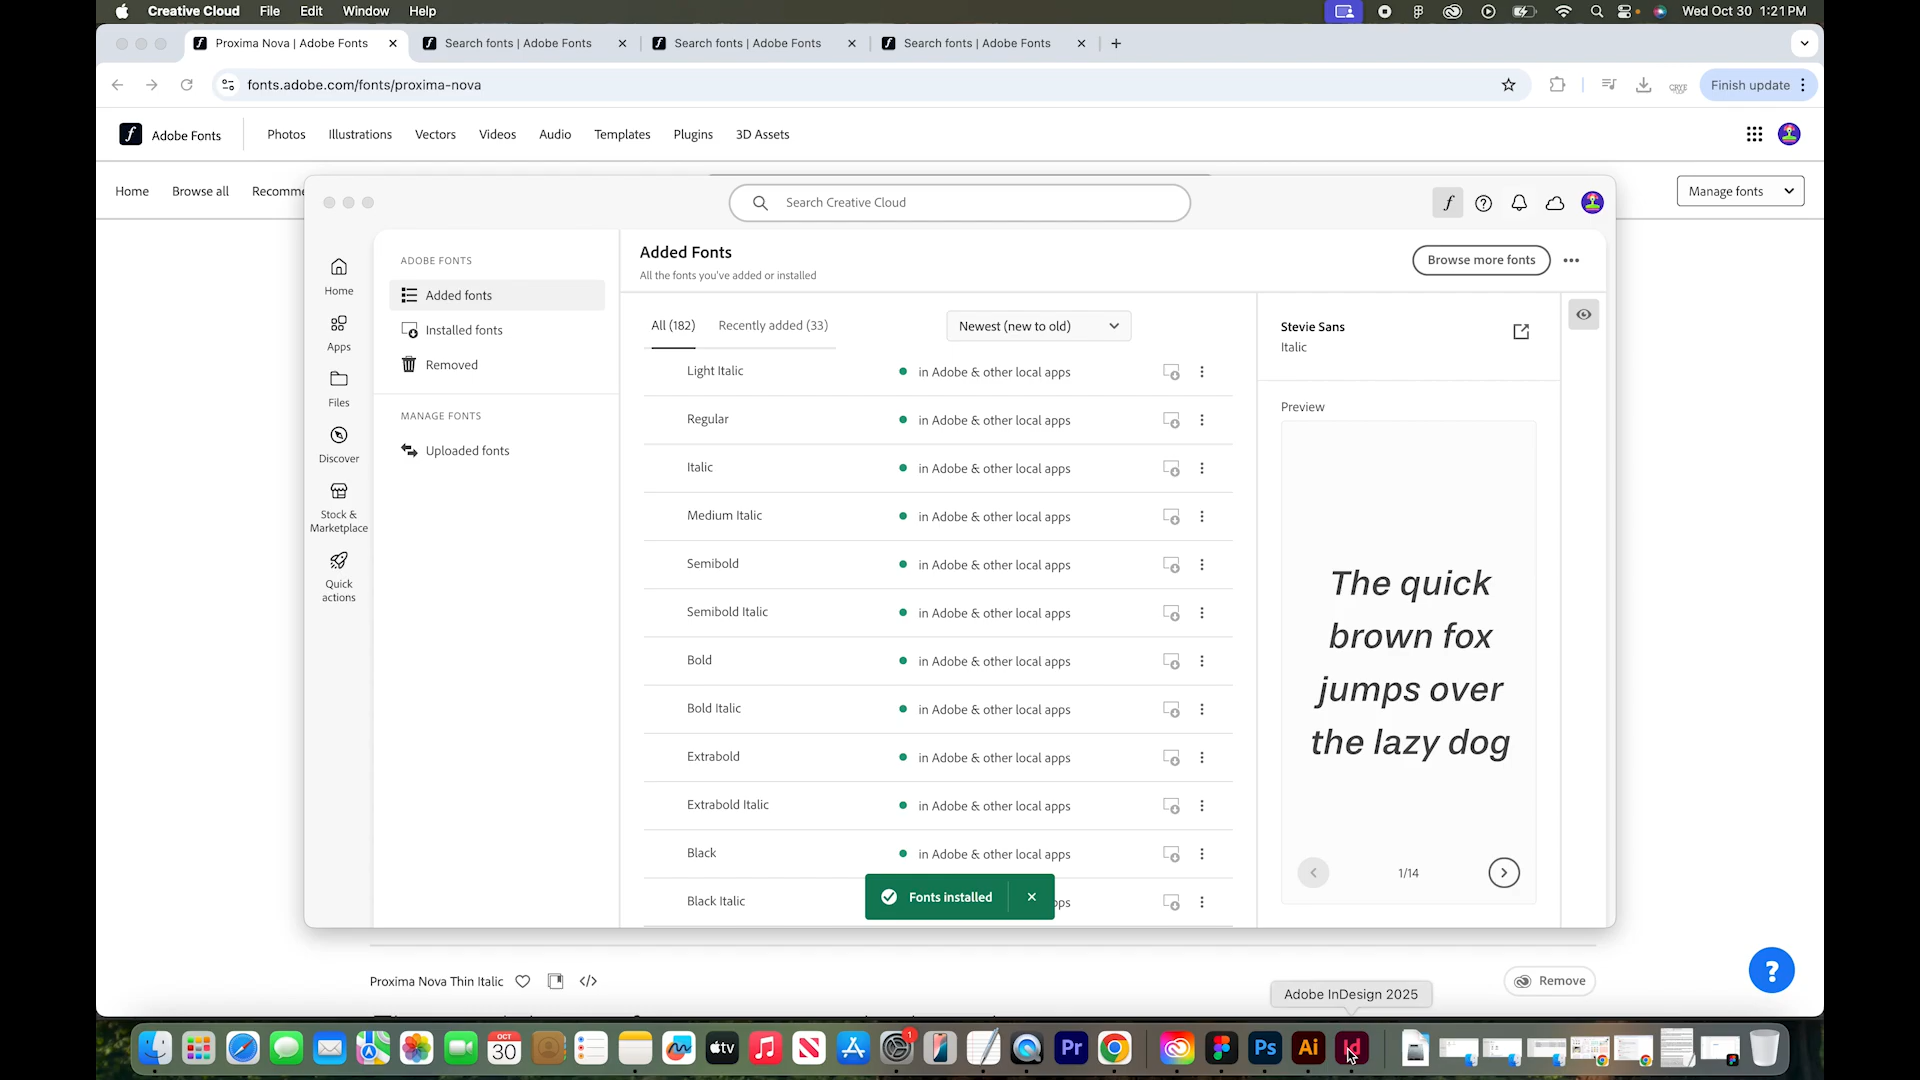 Creative Cloud File Edit Window Help
Wed Oct 30 1:21PM
Proxima Nova | Adobe Fonts
Search fonts | Adobe Fonts
Search fonts | Adobe Fonts
Search fonts | Adobe Fonts
fonts.adobe.com/fonts/proxima-nova
Finish update
Adobe Fonts
Photos Illustrations Vectors Videos Audio Templates Plugins 3D Assets
Home Browse all Recomme
Manage fonts
Search Creative Cloud
Home
Apps
Files
Discover
Stock &
Marketplace
Quick
actions
ADOBE FONTS
Added fonts
Installed fonts
Removed
MANAGE FONTS
Uploaded fonts
Added Fonts
All the fonts you've added or installed
Browse more fonts
All (182) Recently added (33)
Newest (new to old)
Light Italic in Adobe & other local apps
Regular in Adobe & other local apps
Italic in Adobe & other local apps
Medium Italic in Adobe & other local apps
Semibold in Adobe & other local apps
Semibold Italic in Adobe & other local apps
Bold in Adobe & other local apps
Bold Italic in Adobe & other local apps
Extrabold in Adobe & other local apps
Extrabold Italic in Adobe & other local apps
Black in Adobe & other local apps
Black Italic
Fonts installed
Stevie Sans
Italic
Preview
The quick
brown fox
jumps over
the lazy dog
1/14
Proxima Nova Thin Italic
Remove
?
Adobe InDesign 2025
OCT
30
tv
1
Pr
Ps
Ai
Id